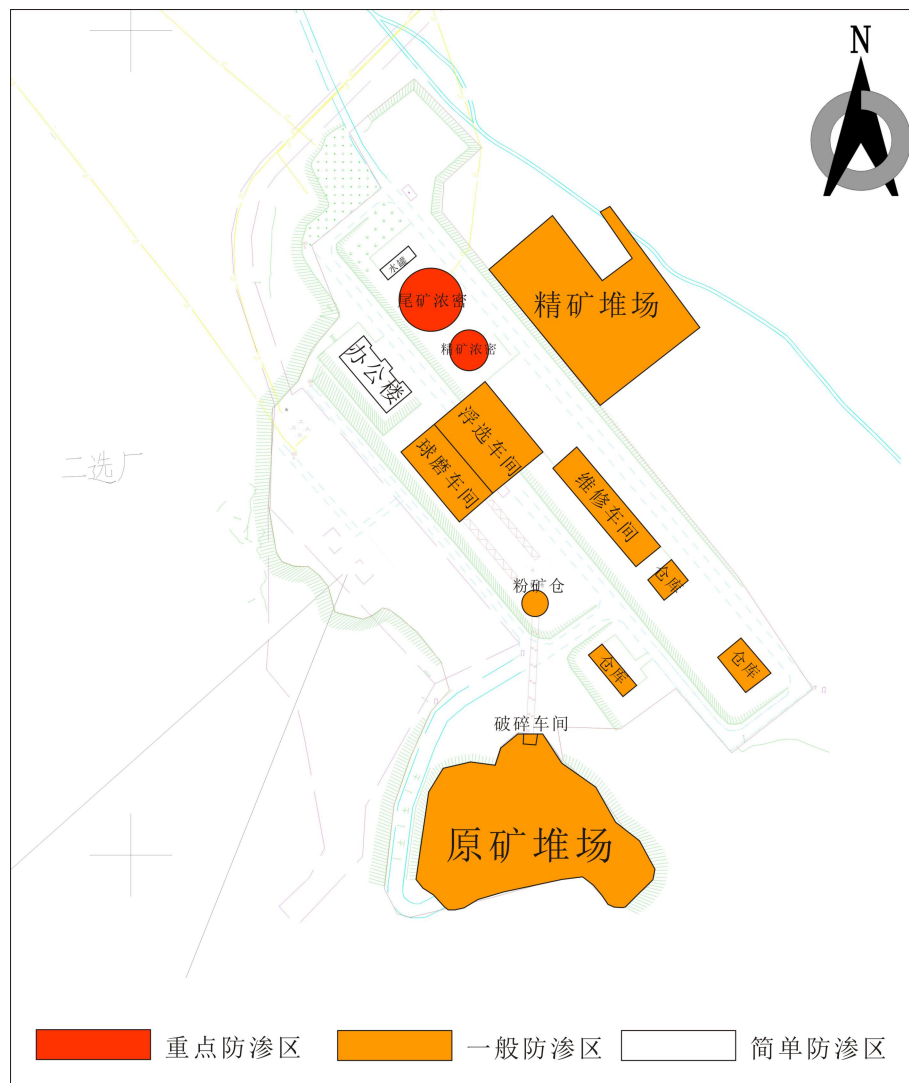 N
水罐
尾矿浓密
精矿堆场
精矿浓密
办公楼
浮选车间
球磨车间
二选厂
维修车间
仓库
粉矿仓
仓库
仓库
破碎车间
原矿堆场
重点防渗区
一般防渗区
简单防渗区